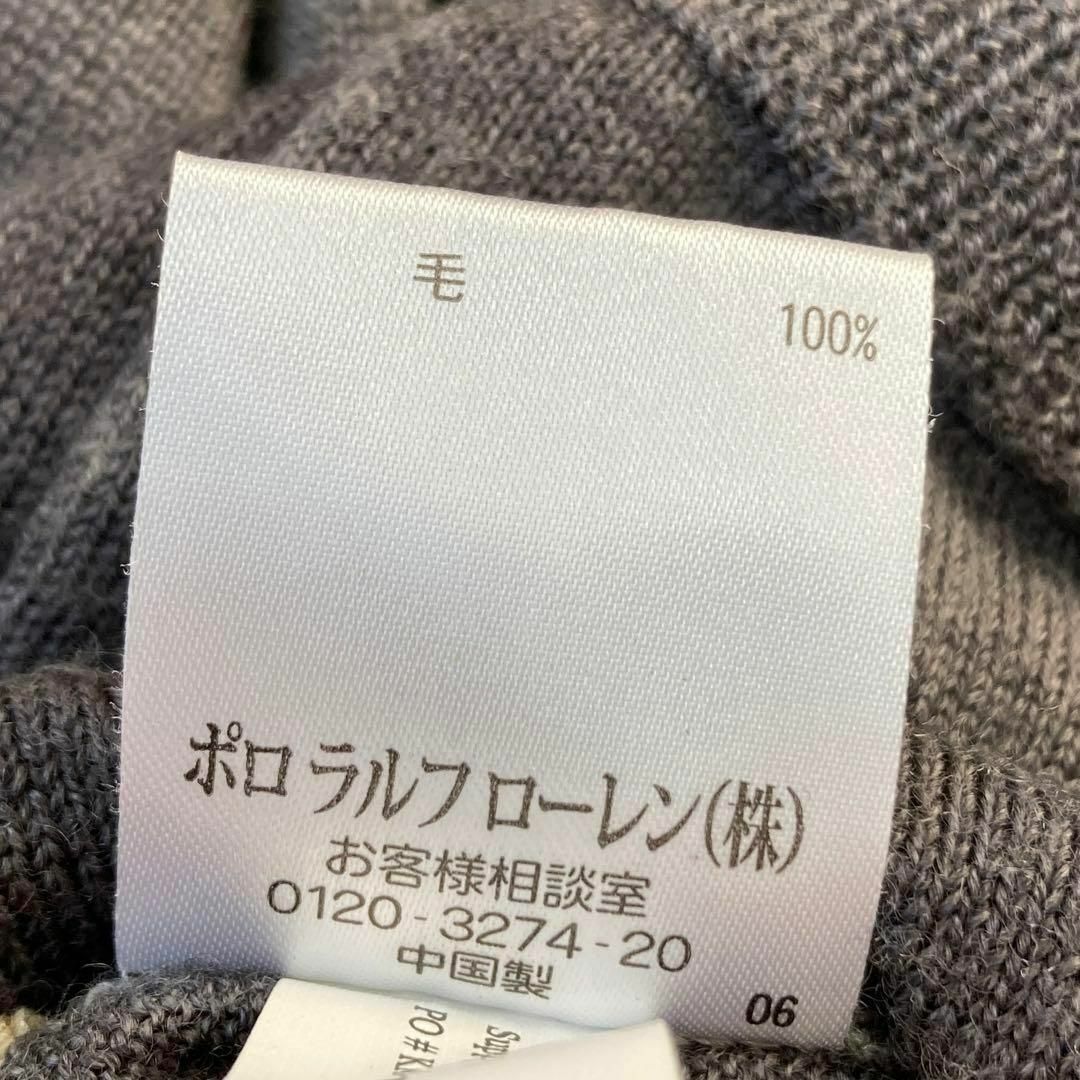 毛 100%
ポロ ラルフ ローレン(株)
お客様相談室
0120-3274-20
中国製
06
PO#